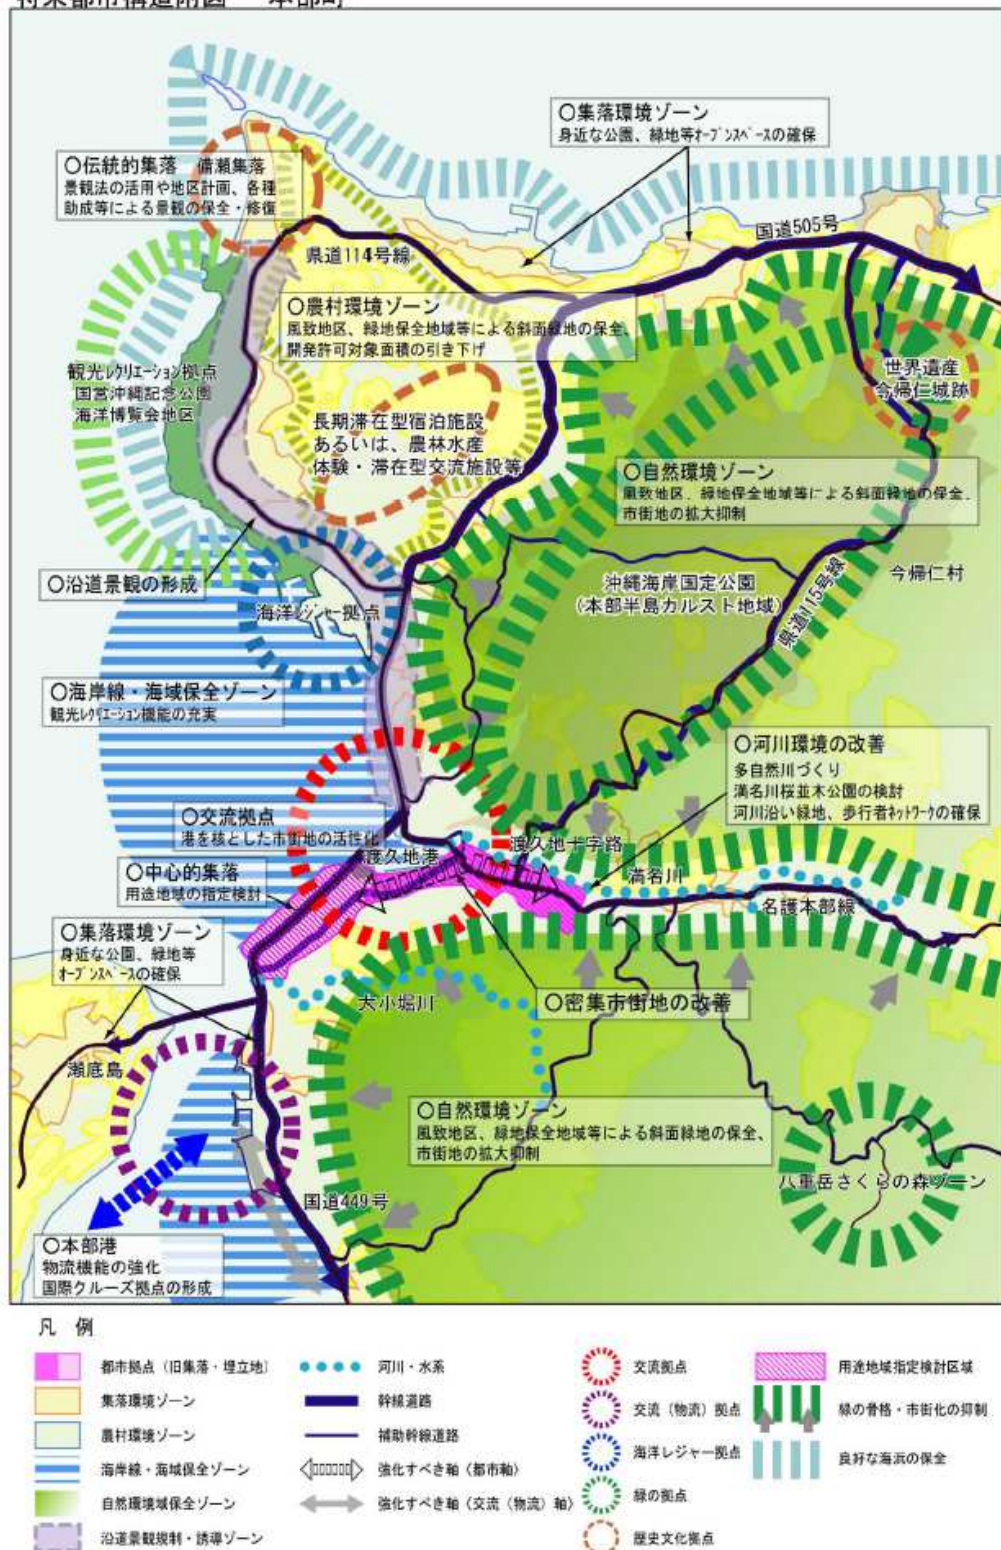 将来都市構造附図 本部町
〇集落環境ゾーン
身近な公園、緑地等オープンスペースの確保
〇伝統的集落 備瀬集落
景観法の活用や地区計画、各種
助成等による景観の保全・修復
国道505号
県道114号線
〇農村環境ゾーン
風致地区、緑地保全地域等による斜面緑地の保全、
開発許可対象面積の引き下げ
観光レクリエーション拠点
国営沖縄記念公園
海洋博覧会地区
世界遺産
今帰仁城跡
長期滞在型宿泊施設
あるいは、農林水産
体験・滞在型交流施設等
〇自然環境ゾーン
風致地区、緑地保全地域等による斜面緑地の保全、
市街地の拡大抑制
〇沿道景観の形成
沖縄海岸国定公園
(本部半島カルスト地域)
今帰仁村
県道115号線
海洋レジャー拠点
〇海岸線・海域保全ゾーン
観光レクリエーション機能の充実
〇河川環境の改善
多自然川づくり
満名川桜並木公園の検討
河川沿い緑地、歩行者ネットワークの確保
〇交流拠点
港を核とした市街地の活性化
渡久地港
渡久地十字路
〇中心的集落
用途地域の指定検討
満名川
名護本部線
〇集落環境ゾーン
身近な公園、緑地等
オープンスペースの確保
大小堀川
〇密集市街地の改善
瀬底島
〇自然環境ゾーン
風致地区、緑地保全地域等による斜面緑地の保全、
市街地の拡大抑制
八重岳さくらの森ゾーン
国道449号
〇本部港
物流機能の強化
国際クルーズ拠点の形成
凡 例
都市拠点（旧集落・埋立地）
集落環境ゾーン
農村環境ゾーン
海岸線・海域保全ゾーン
自然環境域保全ゾーン
沿道景観規制・誘導ゾーン
河川・水系
幹線道路
補助幹線道路
強化すべき軸（都市軸）
強化すべき軸（交流（物流）軸）
交流拠点
交流（物流）拠点
海洋レジャー拠点
緑の拠点
歴史文化拠点
用途地域指定検討区域
緑の骨格・市街化の抑制
良好な海浜の保全